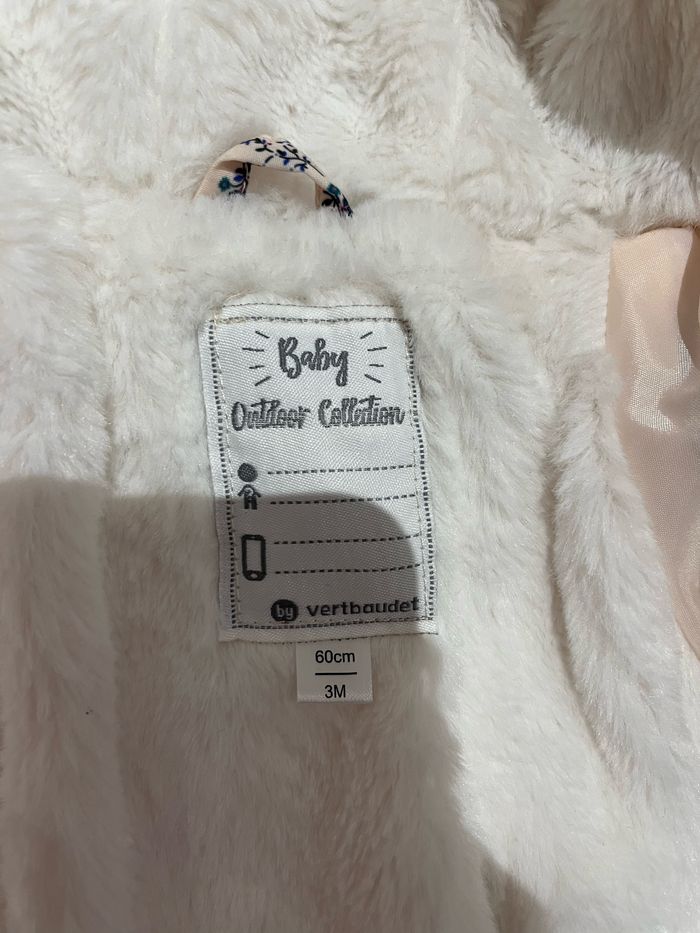 Baby
Outdoor Collection
by vertbaudet
60cm
3M